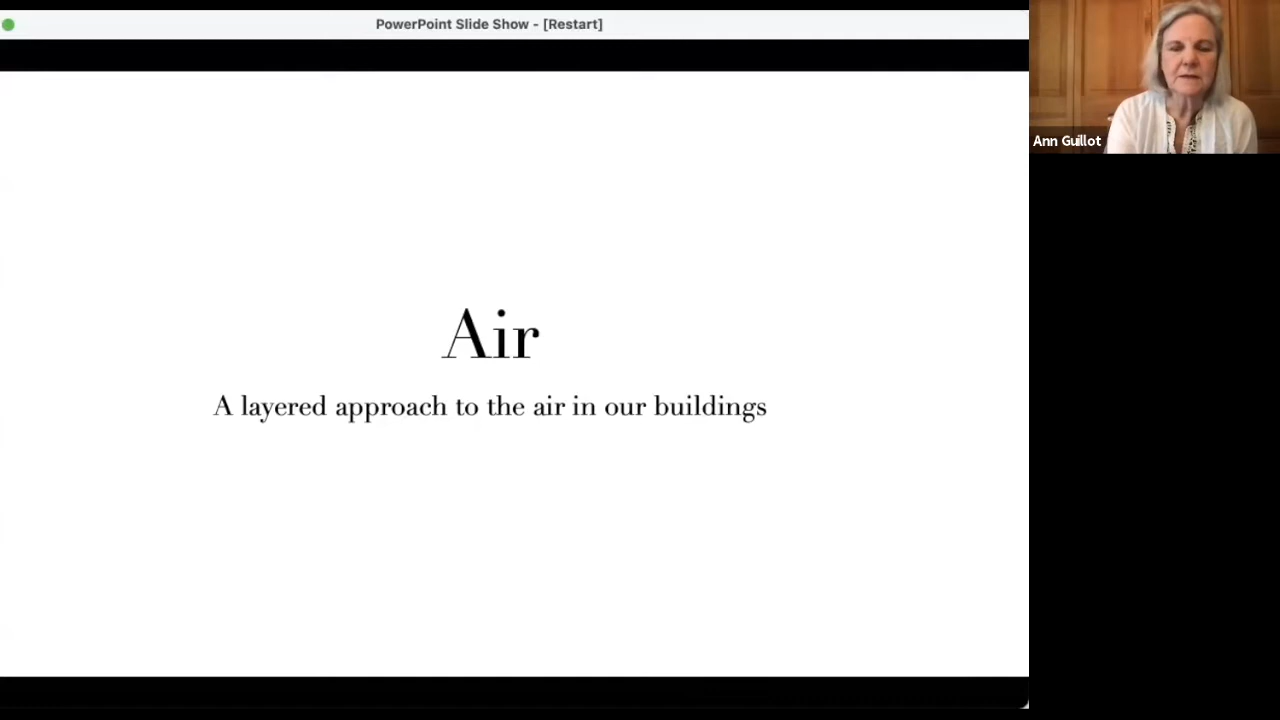 PowerPoint Slide Show - [Restart]
Ann Guillot
Air
A layered approach to the air in our buildings